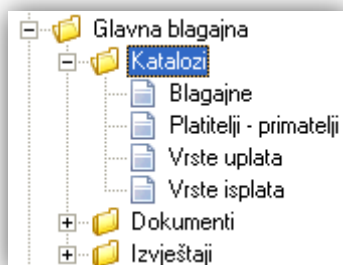 Glavna blagajna
Katalozi
Blagajne
Platitelji - primatelji
Vrste uplata
Vrste isplata
Dokumenti
Izvještaji